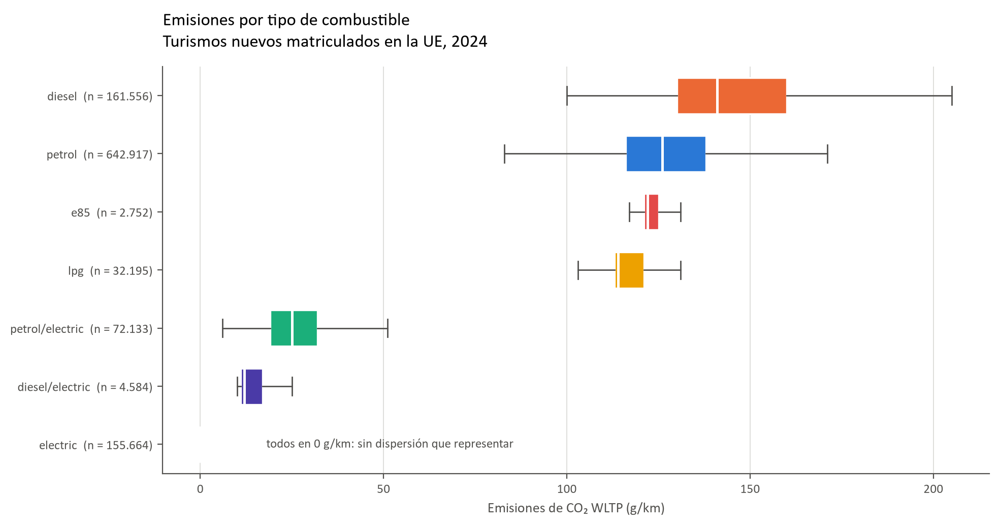 Emisiones por tipo de combustible
Turismos nuevos matriculados en la UE, 2024
diesel (n = 161.556)
petrol (n = 642.917)
e85 (n = 2.752)
lpg (n = 32.195)
petrol/electric (n = 72.133)
diesel/electric (n = 4.584)
electric (n = 155.664)
todos en 0 g/km: sin dispersión que representar
0 50 100 150 200
Emisiones de CO₂ WLTP (g/km)